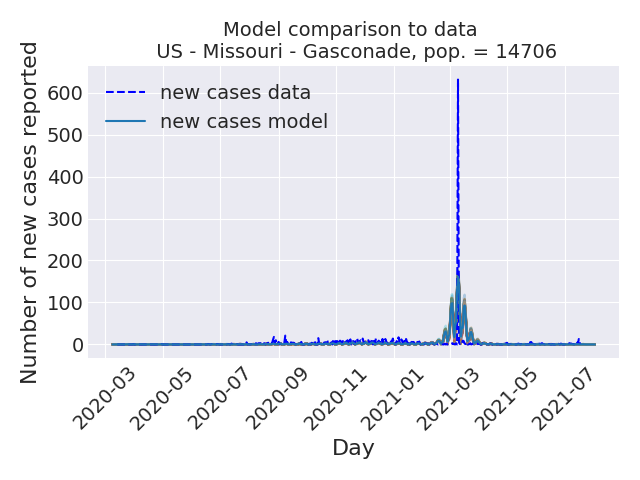 Model comparison to data
US - Missouri - Gasconade, pop. = 14706
Number of new cases reported
600
500
400
300
200
100
0
new cases data
new cases model
2020-03
2020-05
2020-07
2020-09
2020-11
2021-01
2021-03
2021-05
2021-07
Day